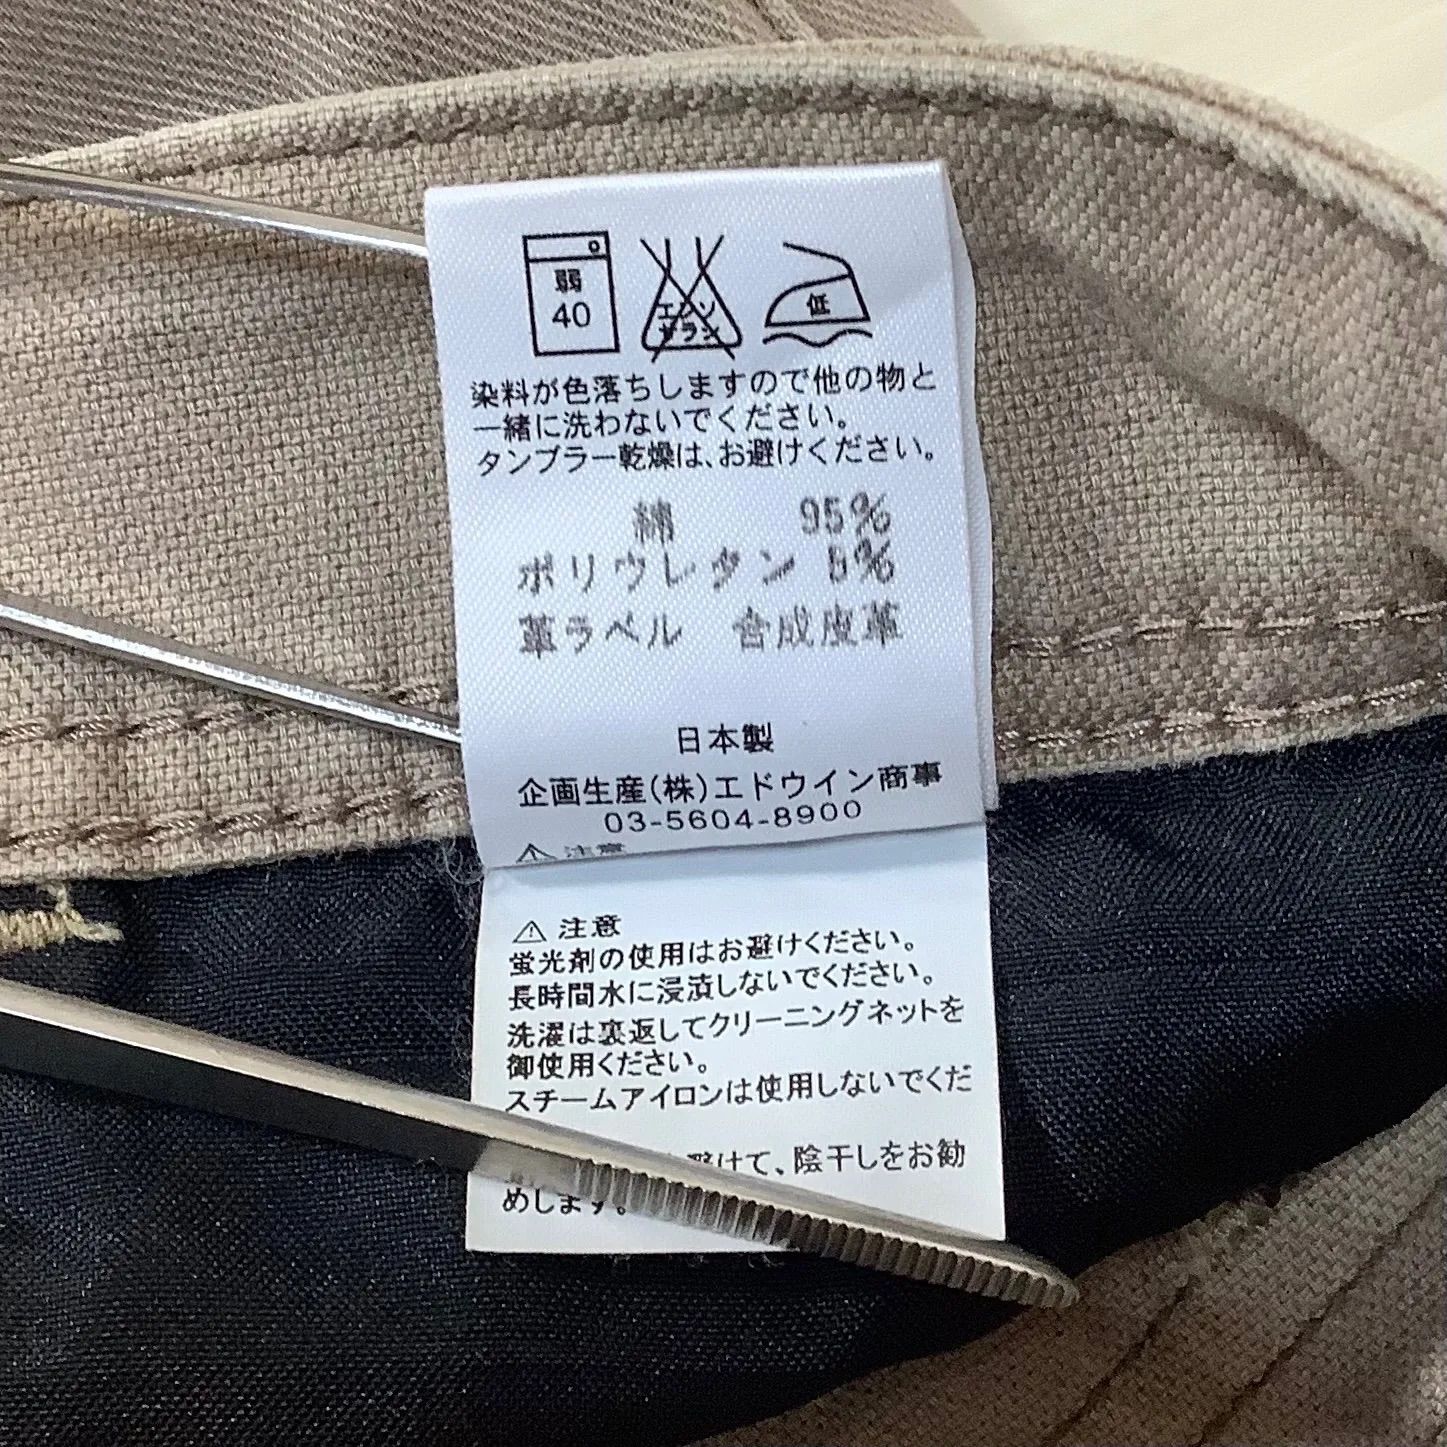 弱
40
エンソ
サラシ
低
染料が色落ちしますので他の物と
一緒に洗わないでください。
タンブラー乾燥は、お避けください。
綿 95%
ポリウレタン 5%
革ラベル 合成皮革
日本製
企画生産(株)エドウイン商事
03-5604-8900
⚠ 注意
⚠ 注意
蛍光剤の使用はお避けください。
長時間水に浸漬しないでください。
洗濯は裏返してクリーニングネットを
御使用ください。
スチームアイロンは使用しないでくだ
避けて、陰干しをお勧
めします。